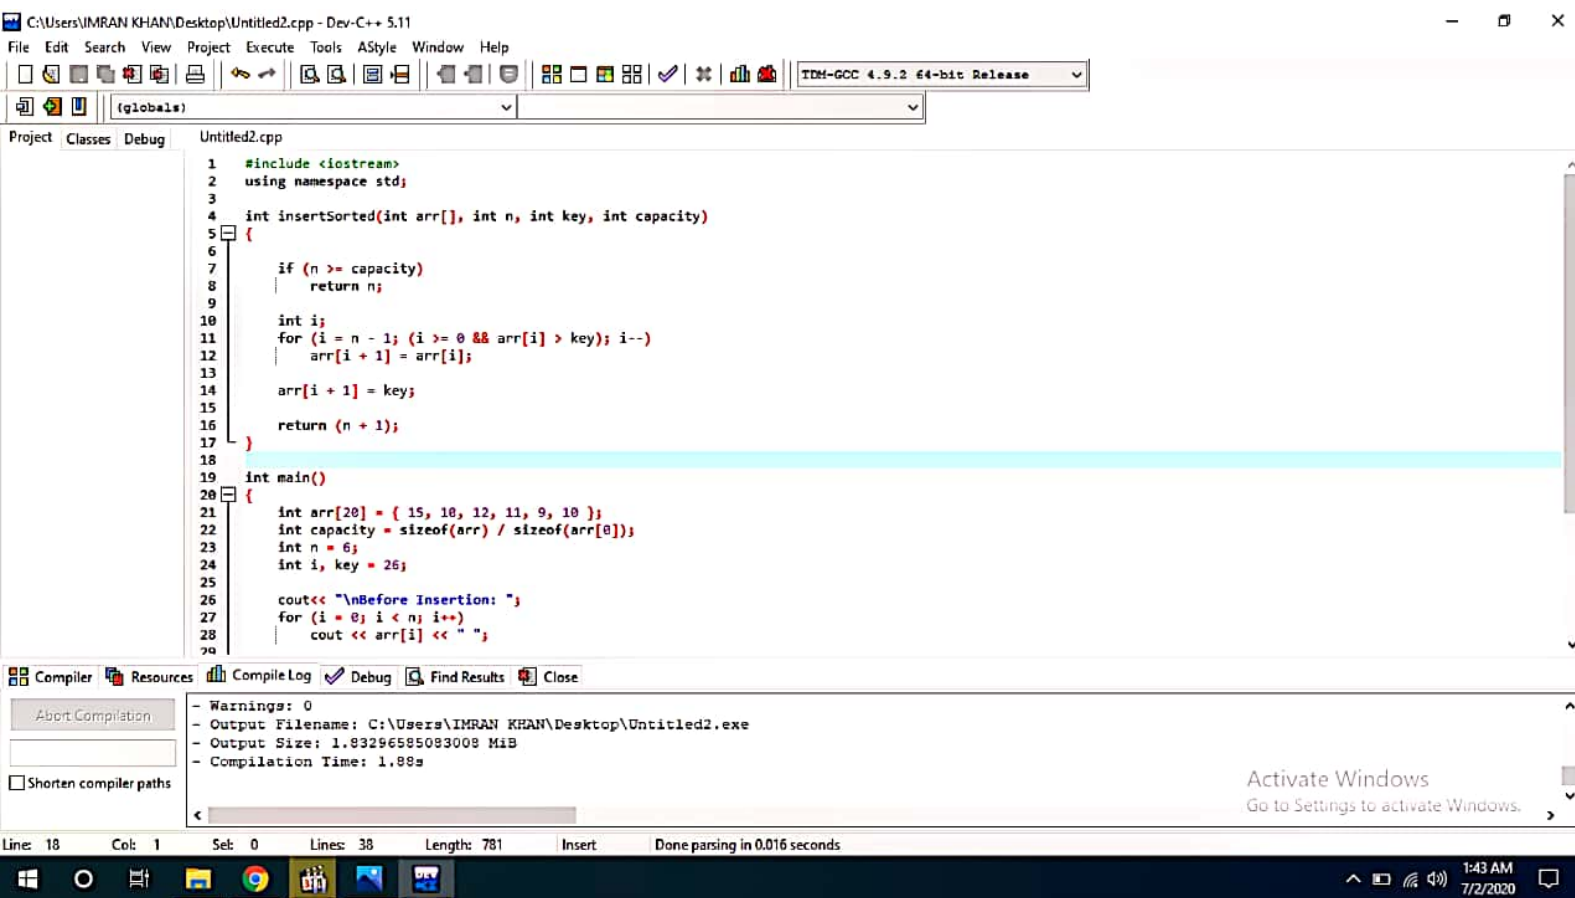 C:\Users\IMRAN KHAN\Desktop\Untitled2.cpp - Dev-C++ 5.11
File Edit Search View Project Execute Tools AStyle Window Help
TDM-GCC 4.9.2 64-bit Release
(globals)
Project Classes Debug Untitled2.cpp
1 #include <iostream>
2 using namespace std;
3
4 int insertSorted(int arr[], int n, int key, int capacity)
5 {
6
7 if (n >= capacity)
8 return n;
9
10 int i;
11 for (i = n - 1; (i >= 0 && arr[i] > key); i--)
12 arr[i + 1] = arr[i];
13
14 arr[i + 1] = key;
15
16 return (n + 1);
17 }
18
19 int main()
20 {
21 int arr[20] = { 15, 10, 12, 11, 9, 10 };
22 int capacity = sizeof(arr) / sizeof(arr[0]);
23 int n = 6;
24 int i, key = 26;
25
26 cout<< "\nBefore Insertion: ";
27 for (i = 0; i < n; i++)
28 cout << arr[i] << " ";
29
Compiler Resources Compile Log Debug Find Results Close
Abort Compilation
Shorten compiler paths
- Warnings: 0
- Output Filename: C:\Users\IMRAN KHAN\Desktop\Untitled2.exe
- Output Size: 1.83296585083008 MiB
- Compilation Time: 1.88s
Activate Windows
Go to Settings to activate Windows.
Line: 18 Col: 1 Sel: 0 Lines: 38 Length: 781 Insert Done parsing in 0.016 seconds
DEV
1:43 AM
7/2/2020